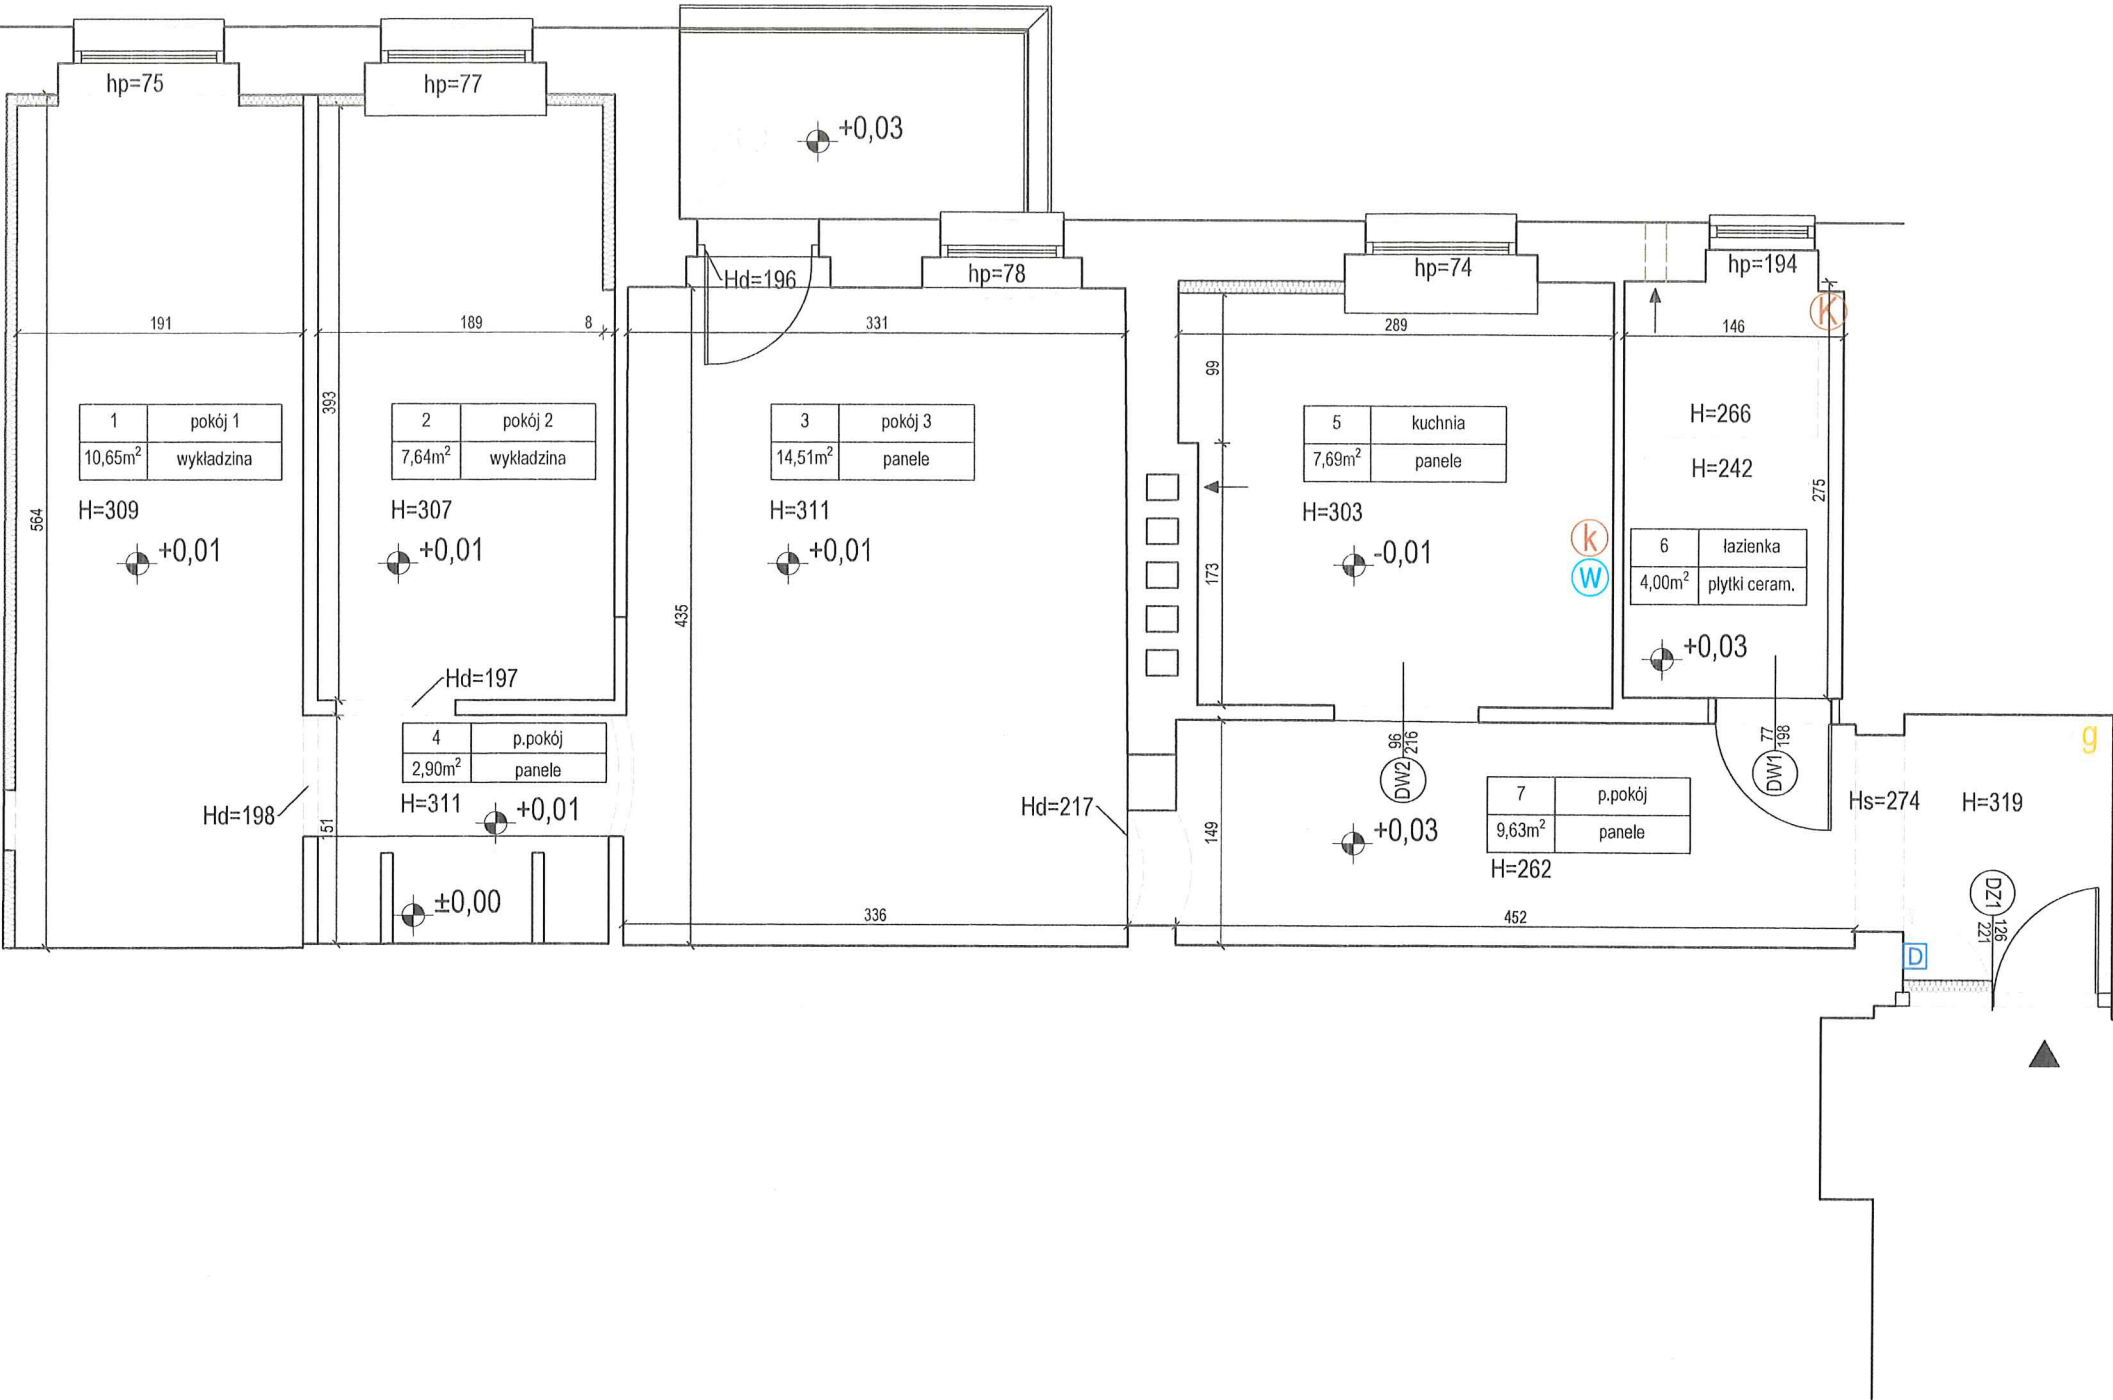 hp=75
hp=77
+0,03
Hd=196
hp=78
hp=74
hp=194
K
191
189
8
331
289
146
99
393
1 pokój 1
10,65m² wykładzina
H=309
+0,01
564
2 pokój 2
7,64m² wykładzina
H=307
+0,01
3 pokój 3
14,51m² panele
H=311
+0,01
435
5 kuchnia
7,69m² panele
H=303
-0,01
173
k
W
H=266
H=242
275
6 łazienka
4,00m² płytki ceram.
+0,03
Hd=197
4 p.pokój
2,90m² panele
H=311
+0,01
Hd=198
151
±0,00
Hd=217
149
96
216
DW2
+0,03
7 p.pokój
9,63m² panele
H=262
77
198
DW1
Hs=274
H=319
g
DZ1
126
221
D
336
452